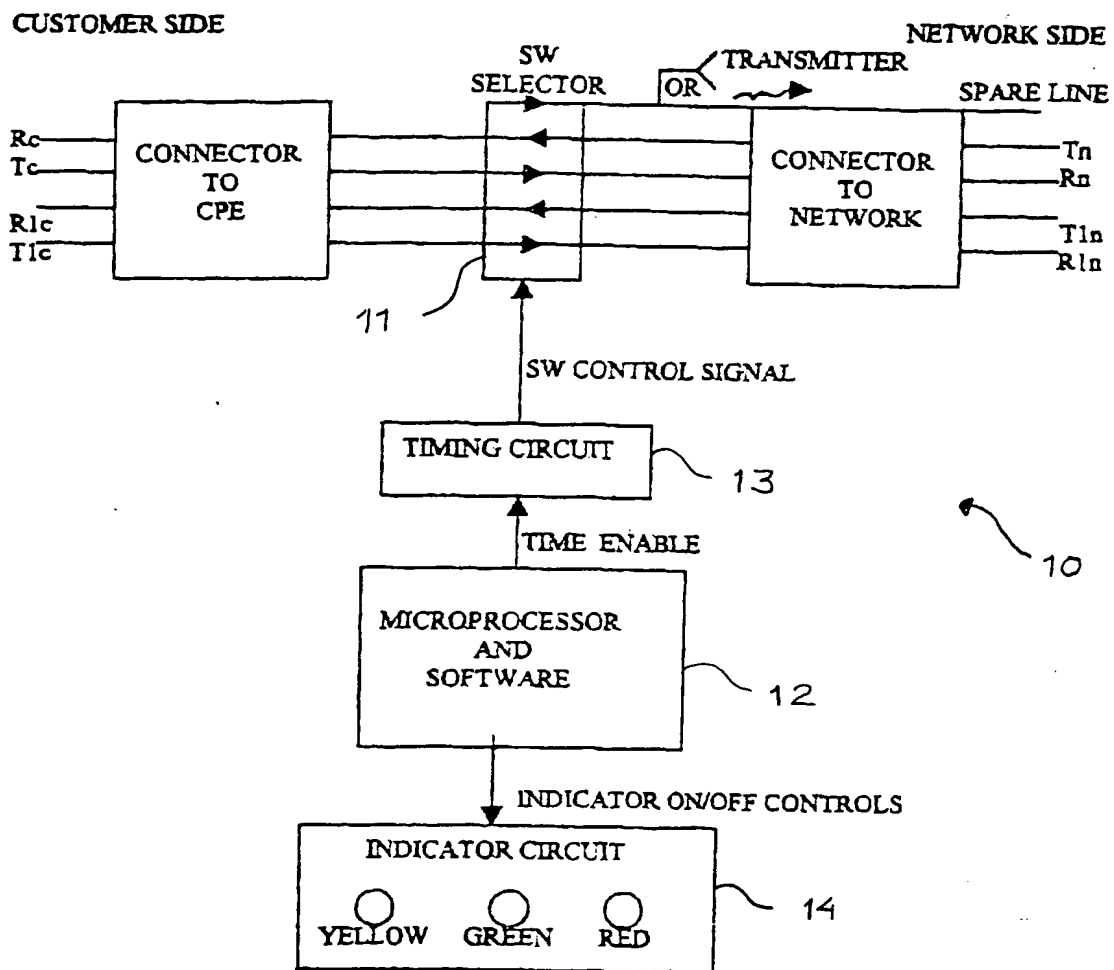 CUSTOMER SIDE
NETWORK SIDE
SW
SELECTOR
OR
TRANSMITTER
SPARE LINE
Rc
Tc
R1c
T1c
CONNECTOR
TO
CPE
CONNECTOR
TO
NETWORK
Tn
Rn
T1n
R1n
11
SW CONTROL SIGNAL
TIMING CIRCUIT
13
TIME ENABLE
10
MICROPROCESSOR
AND
SOFTWARE
12
INDICATOR ON/OFF CONTROLS
INDICATOR CIRCUIT
14
YELLOW GREEN RED